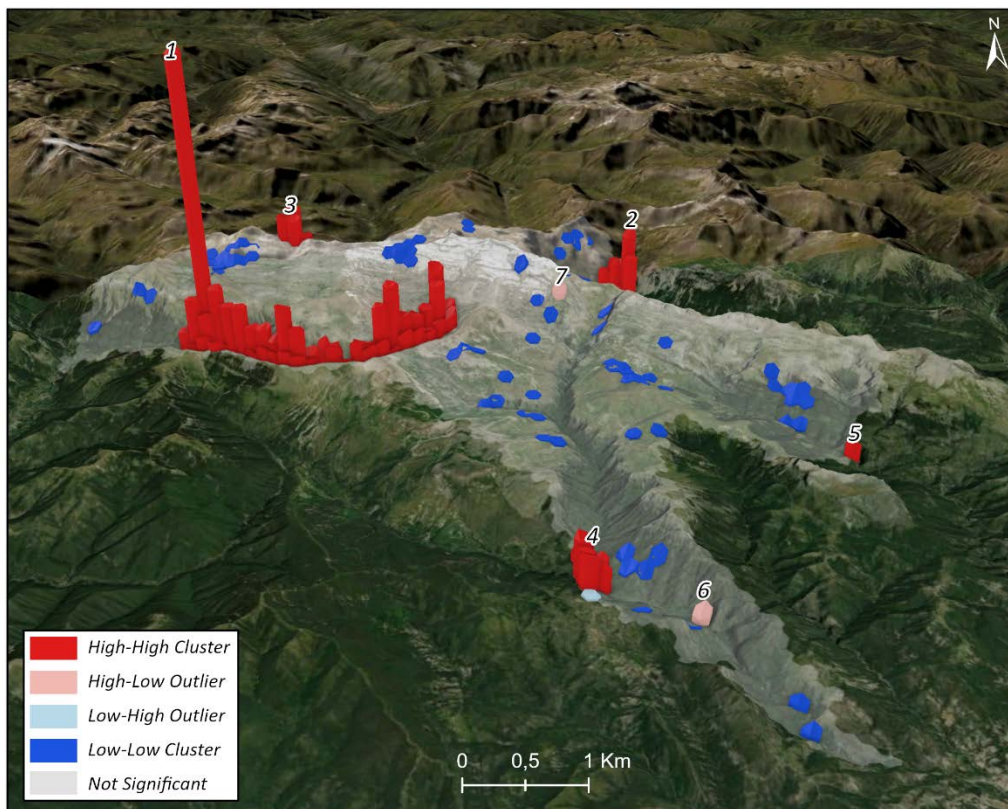 N
1
3
2
7
5
4
6
High-High Cluster
High-Low Outlier
Low-High Outlier
Low-Low Cluster
Not Significant
0 0,5 1 Km